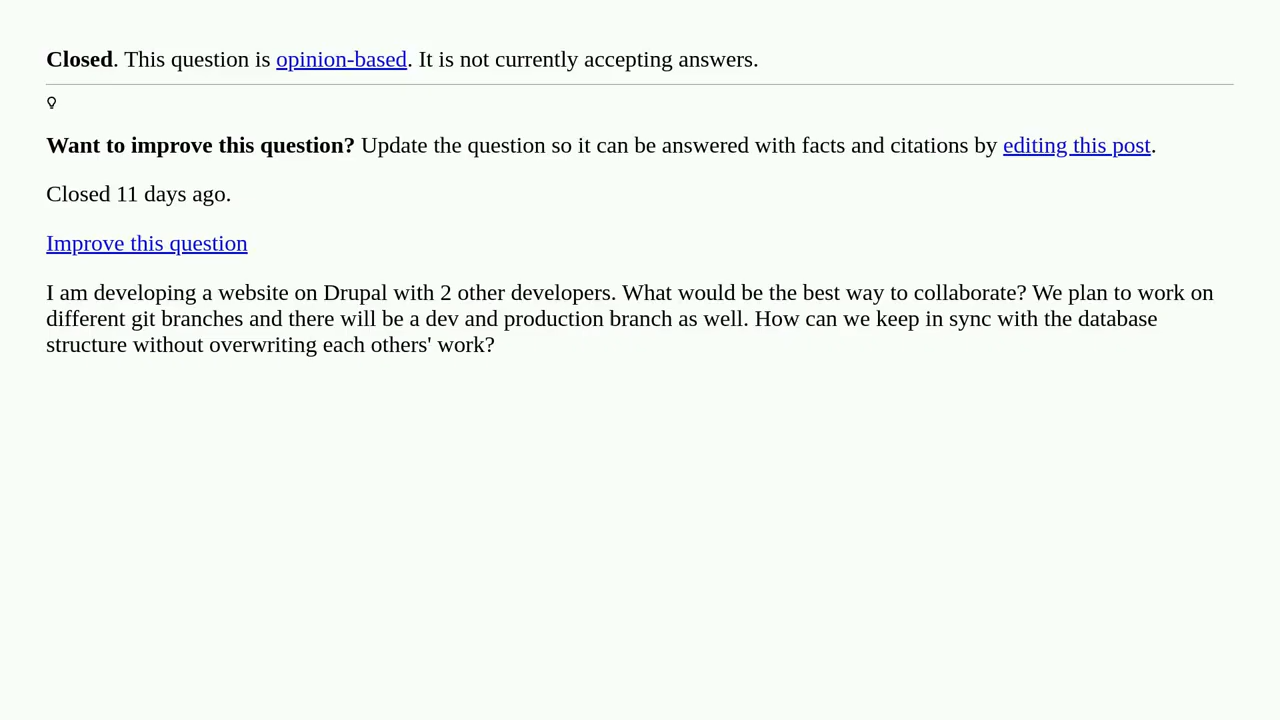 Closed. This question is opinion-based. It is not currently accepting answers.
Want to improve this question? Update the question so it can be answered with facts and citations by editing this post.
Closed 11 days ago.
Improve this question
I am developing a website on Drupal with 2 other developers. What would be the best way to collaborate? We plan to work on
different git branches and there will be a dev and production branch as well. How can we keep in sync with the database
structure without overwriting each others' work?